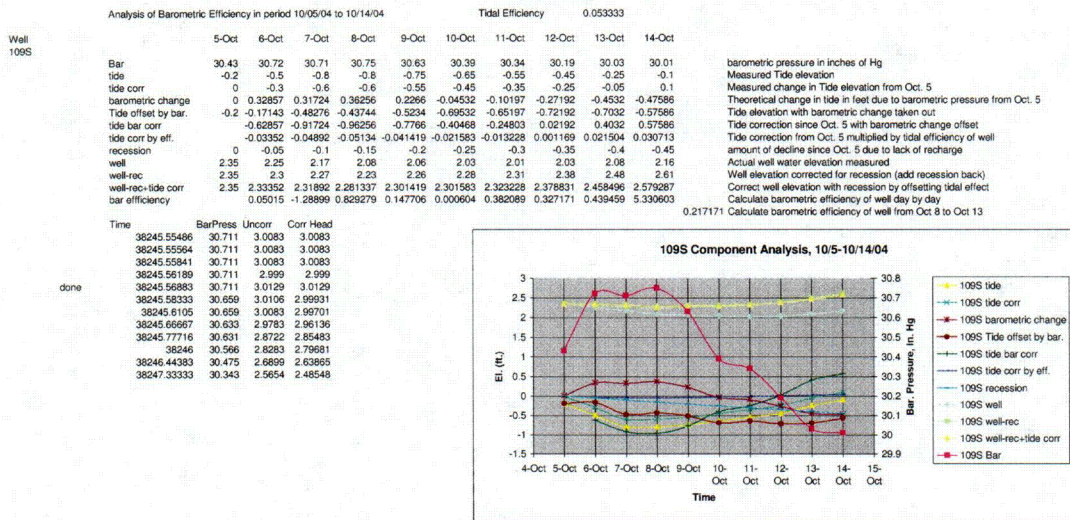 Analysis of Barometric Efficiency in period 10/05/04 to 10/14/04 Tidal Efficiency 0.053333
Well 5-Oct 6-Oct 7-Oct 8-Oct 9-Oct 10-Oct 11-Oct 12-Oct 13-Oct 14-Oct
109S
Bar 30.43 30.72 30.71 30.75 30.63 30.39 30.34 30.19 30.03 30.01 barometric pressure in inches of Hg
tide -0.2 -0.5 -0.8 -0.8 -0.75 -0.65 -0.55 -0.45 -0.25 -0.1 Measured Tide elevation
tide corr 0 -0.3 -0.6 -0.6 -0.55 -0.45 -0.35 -0.25 -0.05 0.1 Measured change in Tide elevation from Oct. 5
barometric change 0 0.32857 0.31724 0.36256 0.2266 -0.04532 -0.10197 -0.27192 -0.4532 -0.47586 Theoretical change in tide in feet due to barometric pressure from Oct. 5
Tide offset by bar. -0.2 -0.17143 -0.48276 -0.43744 -0.5234 -0.69532 -0.65197 -0.72192 -0.7032 -0.57586 Tide elevation with barometric change taken out
tide bar corr -0.62857 -0.91724 -0.96256 -0.7766 -0.40468 -0.24803 0.02192 0.4032 0.57586 Tide correction since Oct. 5 with barometric change offset
tide corr by eff. -0.03352 -0.04892 -0.05134 -0.041419 -0.021583 -0.013228 0.001169 0.021504 0.030713 Tide correction from Oct. 5 multiplied by tidal efficiency of well
recession 0 -0.05 -0.1 -0.15 -0.2 -0.25 -0.3 -0.35 -0.4 -0.45 amount of decline since Oct. 5 due to lack of recharge
well 2.35 2.25 2.17 2.08 2.06 2.03 2.01 2.03 2.08 2.16 Actual well water elevation measured
well-rec 2.35 2.3 2.27 2.23 2.26 2.28 2.31 2.38 2.48 2.61 Well elevation corrected for recession (add recession back)
well-rec+tide corr 2.35 2.33352 2.31892 2.281337 2.301419 2.301583 2.323228 2.378831 2.458496 2.579287 Correct well elevation with recession by offsetting tidal effect
bar effficiency 0.05015 -1.28899 0.829279 0.147706 0.000604 0.382089 0.327171 0.439459 5.330603 Calculate barometric efficiency of well day by day
0.217171 Calculate barometric efficiency of well from Oct 8 to Oct 13
Time BarPress Uncorr Corr Head
38245.55486 30.711 3.0083 3.0083
38245.55564 30.711 3.0083 3.0083
38245.55841 30.711 3.0083 3.0083
38245.56189 30.711 2.999 2.999
done 38245.56883 30.711 3.0129 3.0129
38245.58333 30.659 3.0106 2.99931
38245.6105 30.659 3.0083 2.99701
38245.66667 30.633 2.9783 2.96136
38245.77716 30.631 2.8722 2.85483
38246 30.566 2.8283 2.79681
38246.44383 30.475 2.6899 2.63865
38247.33333 30.343 2.5654 2.48548
109S Component Analysis, 10/5-10/14/04
El. (ft.)
3
2.5
2
1.5
1
0.5
0
-0.5
-1
-1.5
30.8
30.7
30.6
30.5
30.4
30.3
30.2
30.1
30
29.9
Bar. Pressure, in. Hg
4-Oct 5-Oct 6-Oct 7-Oct 8-Oct 9-Oct 10-Oct 11-Oct 12-Oct 13-Oct 14-Oct 15-Oct
Time
109S tide
109S tide corr
109S barometric change
109S Tide offset by bar.
109S tide bar corr
109S tide corr by eff.
109S recession
109S well
109S well-rec
109S well-rec+tide corr
109S Bar